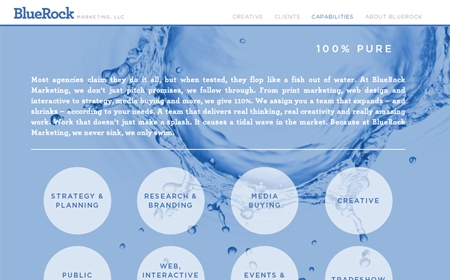 BlueRock MARKETING, LLC
CREATIVE CLIENTS CAPABILITIES ABOUT BLUEROCK
100% PURE
Most agencies claim they do it all, but when tested, they flop like a fish out of water. At BlueRock
Marketing, we don't just pitch promises, we follow through. From print marketing, web design and
interactive to strategy, media buying and more, we give 110%. We assign you a team that expands – and
shrinks – according to your needs. A team that delivers real thinking, real creativity and really amazing
work. Work that doesn't just make a splash. It causes a tidal wave in the market. Because at BlueRock
Marketing, we never sink, we only swim.
STRATEGY &
PLANNING
RESEARCH &
BRANDING
MEDIA
BUYING
CREATIVE
PUBLIC
WEB,
INTERACTIVE
EVENTS &
TRADESHOW